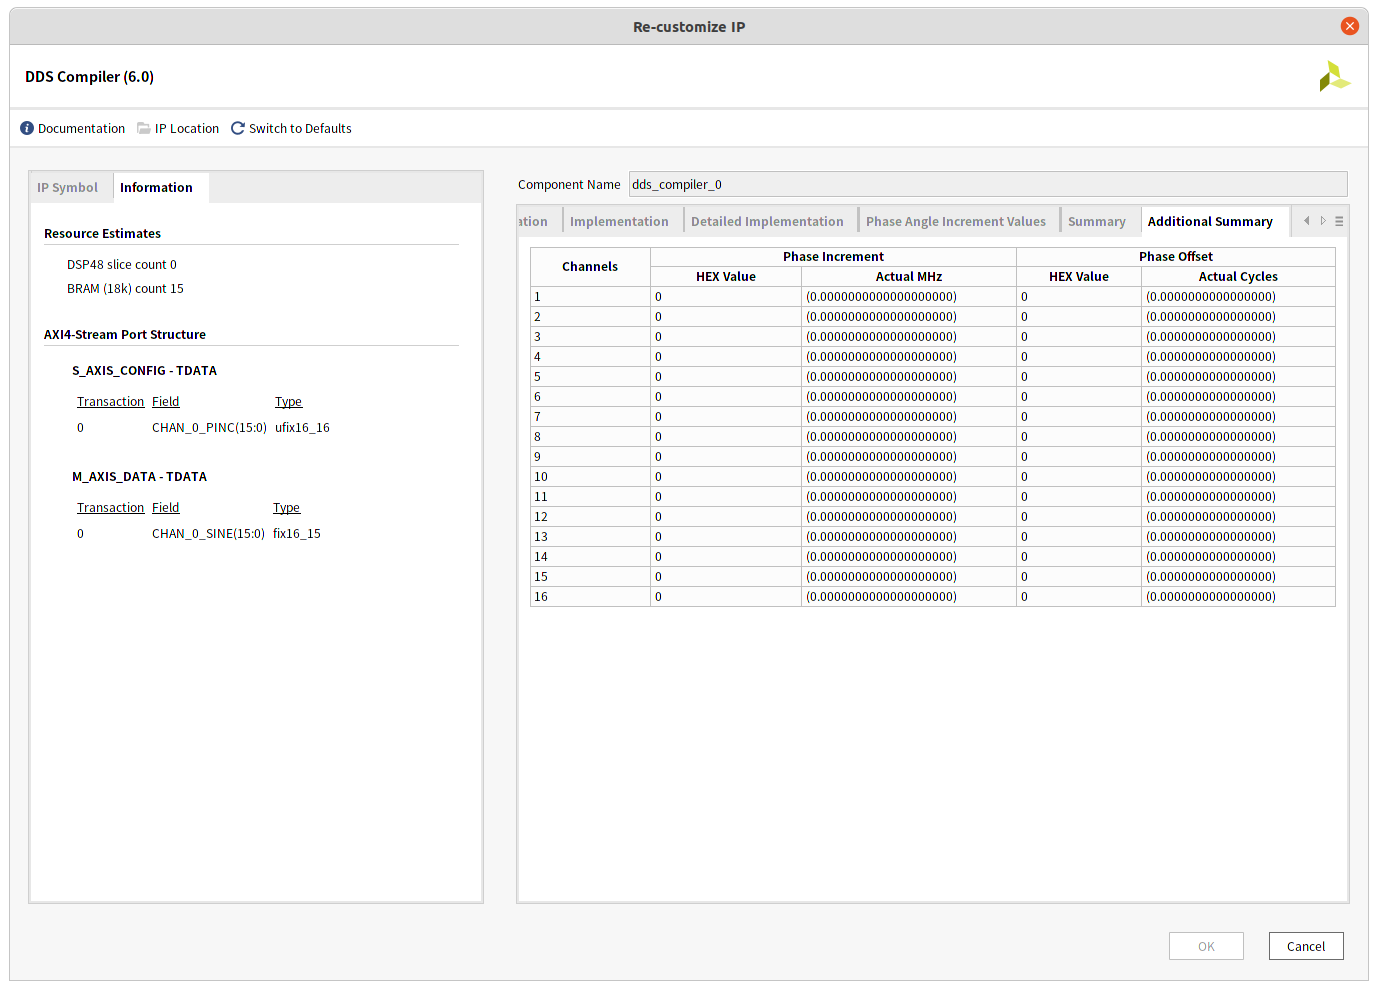 Re-customize IP
DDS Compiler (6.0)
Documentation IP Location Switch to Defaults
IP Symbol Information
Resource Estimates
DSP48 slice count 0
BRAM (18k) count 15
AXI4-Stream Port Structure
S_AXIS_CONFIG - TDATA
Transaction Field Type
0 CHAN_0_PINC(15:0) ufix16_16
M_AXIS_DATA - TDATA
Transaction Field Type
0 CHAN_0_SINE(15:0) fix16_15
Component Name dds_compiler_0
ation Implementation Detailed Implementation Phase Angle Increment Values Summary Additional Summary
Channels Phase Increment Phase Offset
HEX Value Actual MHz HEX Value Actual Cycles
1 0 (0.0000000000000000000) 0 (0.0000000000000000)
2 0 (0.0000000000000000000) 0 (0.0000000000000000)
3 0 (0.0000000000000000000) 0 (0.0000000000000000)
4 0 (0.0000000000000000000) 0 (0.0000000000000000)
5 0 (0.0000000000000000000) 0 (0.0000000000000000)
6 0 (0.0000000000000000000) 0 (0.0000000000000000)
7 0 (0.0000000000000000000) 0 (0.0000000000000000)
8 0 (0.0000000000000000000) 0 (0.0000000000000000)
9 0 (0.0000000000000000000) 0 (0.0000000000000000)
10 0 (0.0000000000000000000) 0 (0.0000000000000000)
11 0 (0.0000000000000000000) 0 (0.0000000000000000)
12 0 (0.0000000000000000000) 0 (0.0000000000000000)
13 0 (0.0000000000000000000) 0 (0.0000000000000000)
14 0 (0.0000000000000000000) 0 (0.0000000000000000)
15 0 (0.0000000000000000000) 0 (0.0000000000000000)
16 0 (0.0000000000000000000) 0 (0.0000000000000000)
OK Cancel